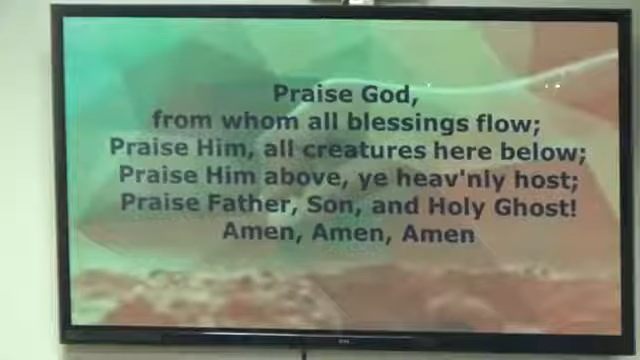 Praise God,
from whom all blessings flow;
Praise Him, all creatures here below;
Praise Him above, ye heav'nly host;
Praise Father, Son, and Holy Ghost!
Amen, Amen, Amen